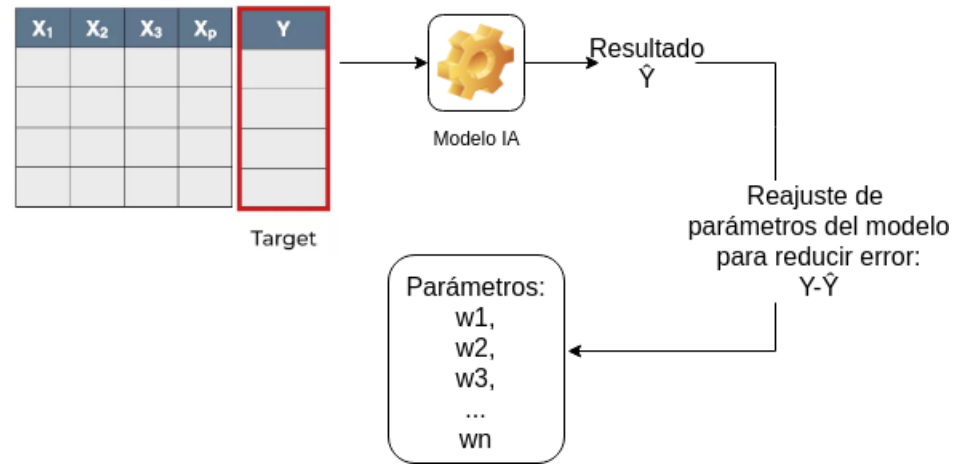 X₁ X₂ X₃ Xₚ Y
Target
Modelo IA
Resultado
Ŷ
Reajuste de
parámetros del modelo
para reducir error:
Y-Ŷ
Parámetros:
w1,
w2,
w3,
...
wn